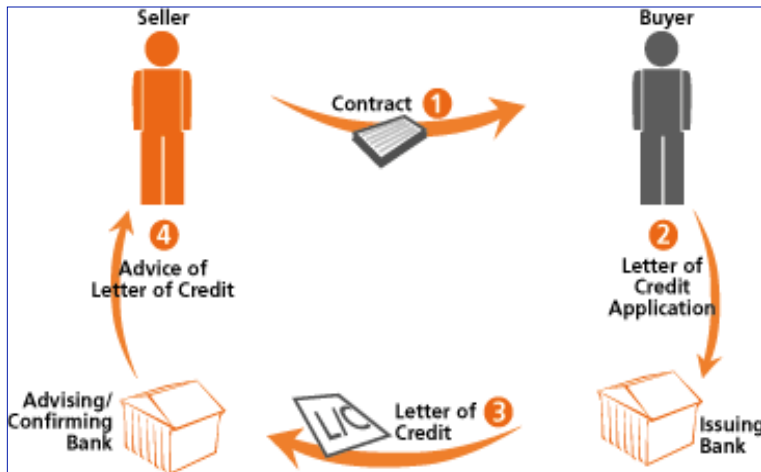 Seller
Buyer
Contract 1
4
Advice of
Letter of Credit
2
Letter of
Credit
Application
Advising/
Confirming
Bank
L/C
Letter of
Credit
3
Issuing
Bank